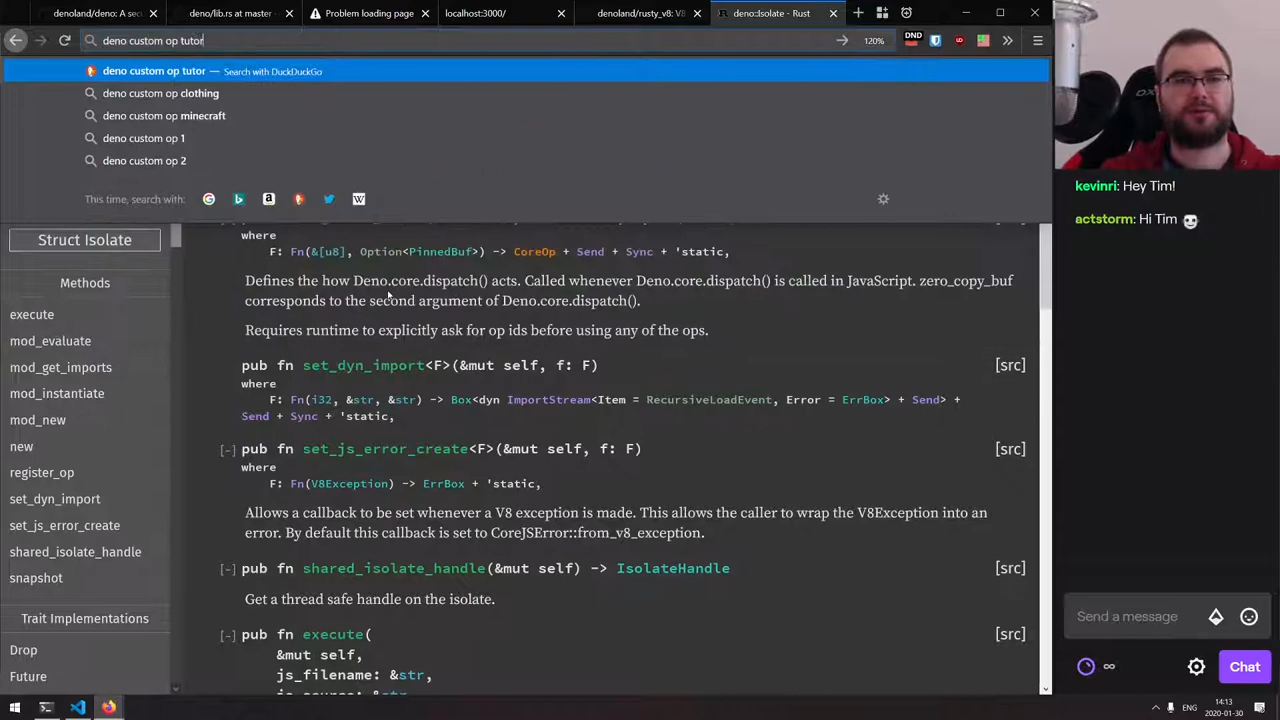 denoland/deno: A sec
deno/lib.rs at master
Problem loading page
localhost:3000/
denoland/rusty_v8: V8
deno::Isolate - Rust
deno custom op tutor
120%
DND
deno custom op tutor — Search with DuckDuckGo
deno custom op clothing
deno custom op minecraft
deno custom op 1
deno custom op 2
This time, search with:
Struct Isolate
Methods
execute
mod_evaluate
mod_get_imports
mod_instantiate
mod_new
new
register_op
set_dyn_import
set_js_error_create
shared_isolate_handle
snapshot
Trait Implementations
Drop
Future
where
F: Fn(&[u8], Option<PinnedBuf>) -> CoreOp + Send + Sync + 'static,
Defines the how Deno.core.dispatch() acts. Called whenever Deno.core.dispatch() is called in JavaScript. zero_copy_buf
corresponds to the second argument of Deno.core.dispatch().
Requires runtime to explicitly ask for op ids before using any of the ops.
pub fn set_dyn_import<F>(&mut self, f: F) [src]
where
F: Fn(i32, &str, &str) -> Box<dyn ImportStream<Item = RecursiveLoadEvent, Error = ErrBox> + Send> +
Send + Sync + 'static,
[-] pub fn set_js_error_create<F>(&mut self, f: F) [src]
where
F: Fn(V8Exception) -> ErrBox + 'static,
Allows a callback to be set whenever a V8 exception is made. This allows the caller to wrap the V8Exception into an
error. By default this callback is set to CoreJSError::from_v8_exception.
[-] pub fn shared_isolate_handle(&mut self) -> IsolateHandle [src]
Get a thread safe handle on the isolate.
[-] pub fn execute( [src]
&mut self,
js_filename: &str,
js_source: &str
kevinri: Hey Tim!
actstorm: Hi Tim
Send a message
∞
Chat
ENG
14:13
2020-01-30